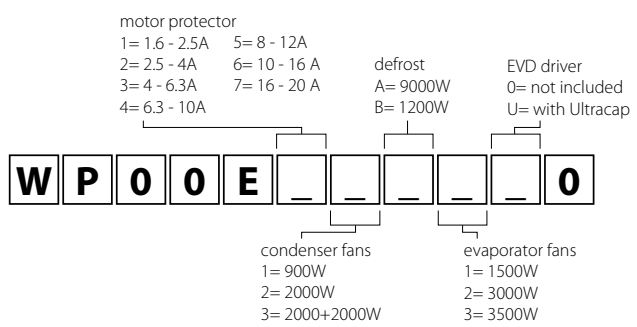 motor protector
1= 1.6 - 2.5A 5= 8 - 12A
2= 2.5 - 4A 6= 10 - 16 A
3= 4 - 6.3A 7= 16 - 20 A
4= 6.3 - 10A
defrost
A= 9000W
B= 1200W
EVD driver
0= not included
U= with Ultracap
W P 0 0 E _ _ _ _ _ 0
condenser fans
1= 900W
2= 2000W
3= 2000+2000W
evaporator fans
1= 1500W
2= 3000W
3= 3500W